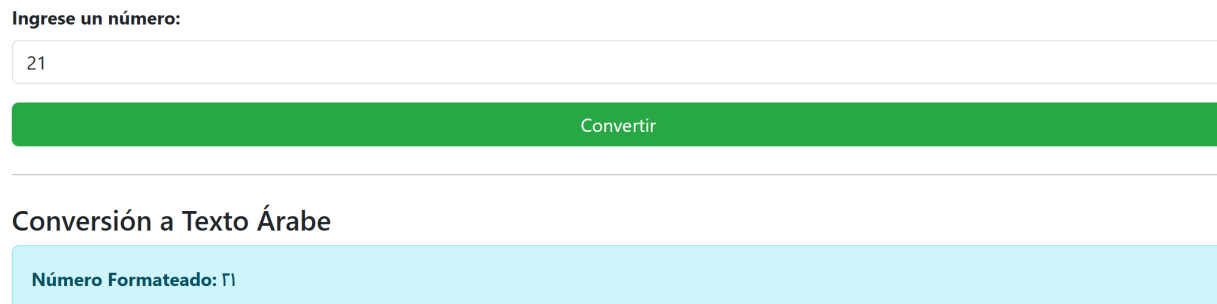 Ingrese un número:
21
Convertir
Conversión a Texto Árabe
Número Formateado: ٢١